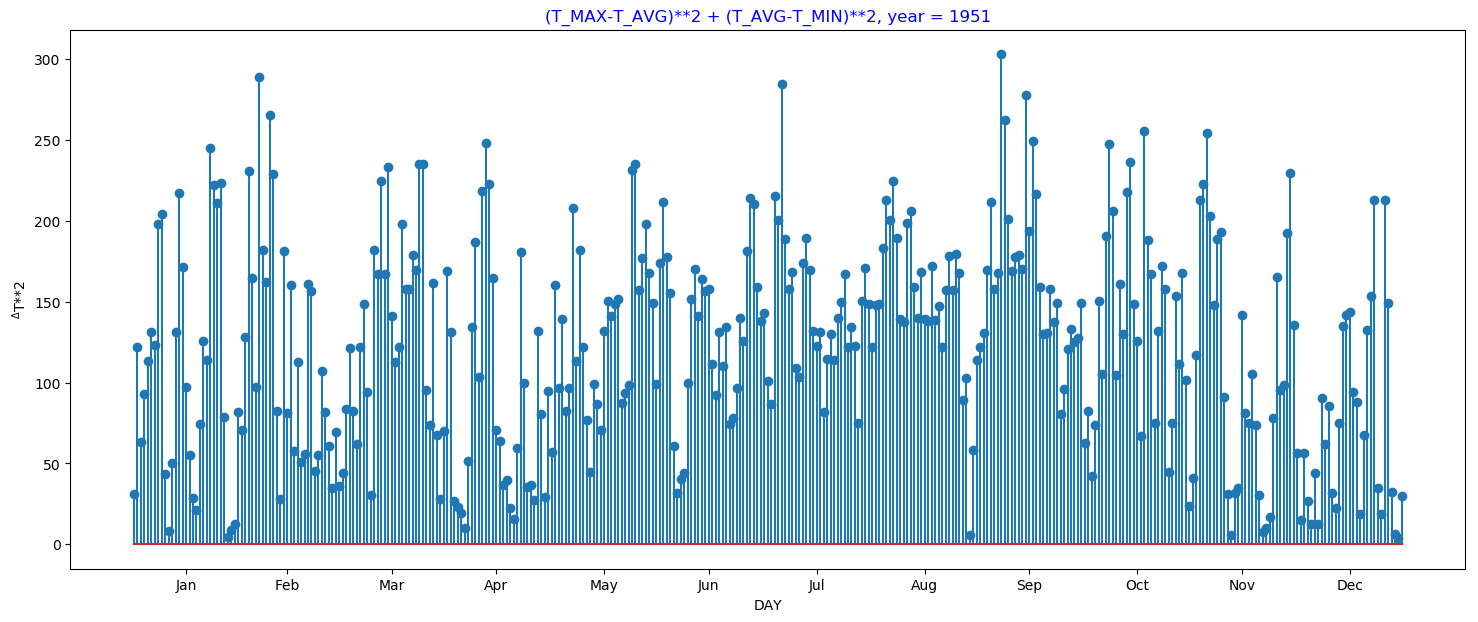 (T_MAX-T_AVG)**2 + (T_AVG-T_MIN)**2, year = 1951
ΔT**2
300
250
200
150
100
50
0
Jan Feb Mar Apr May Jun Jul Aug Sep Oct Nov Dec
DAY